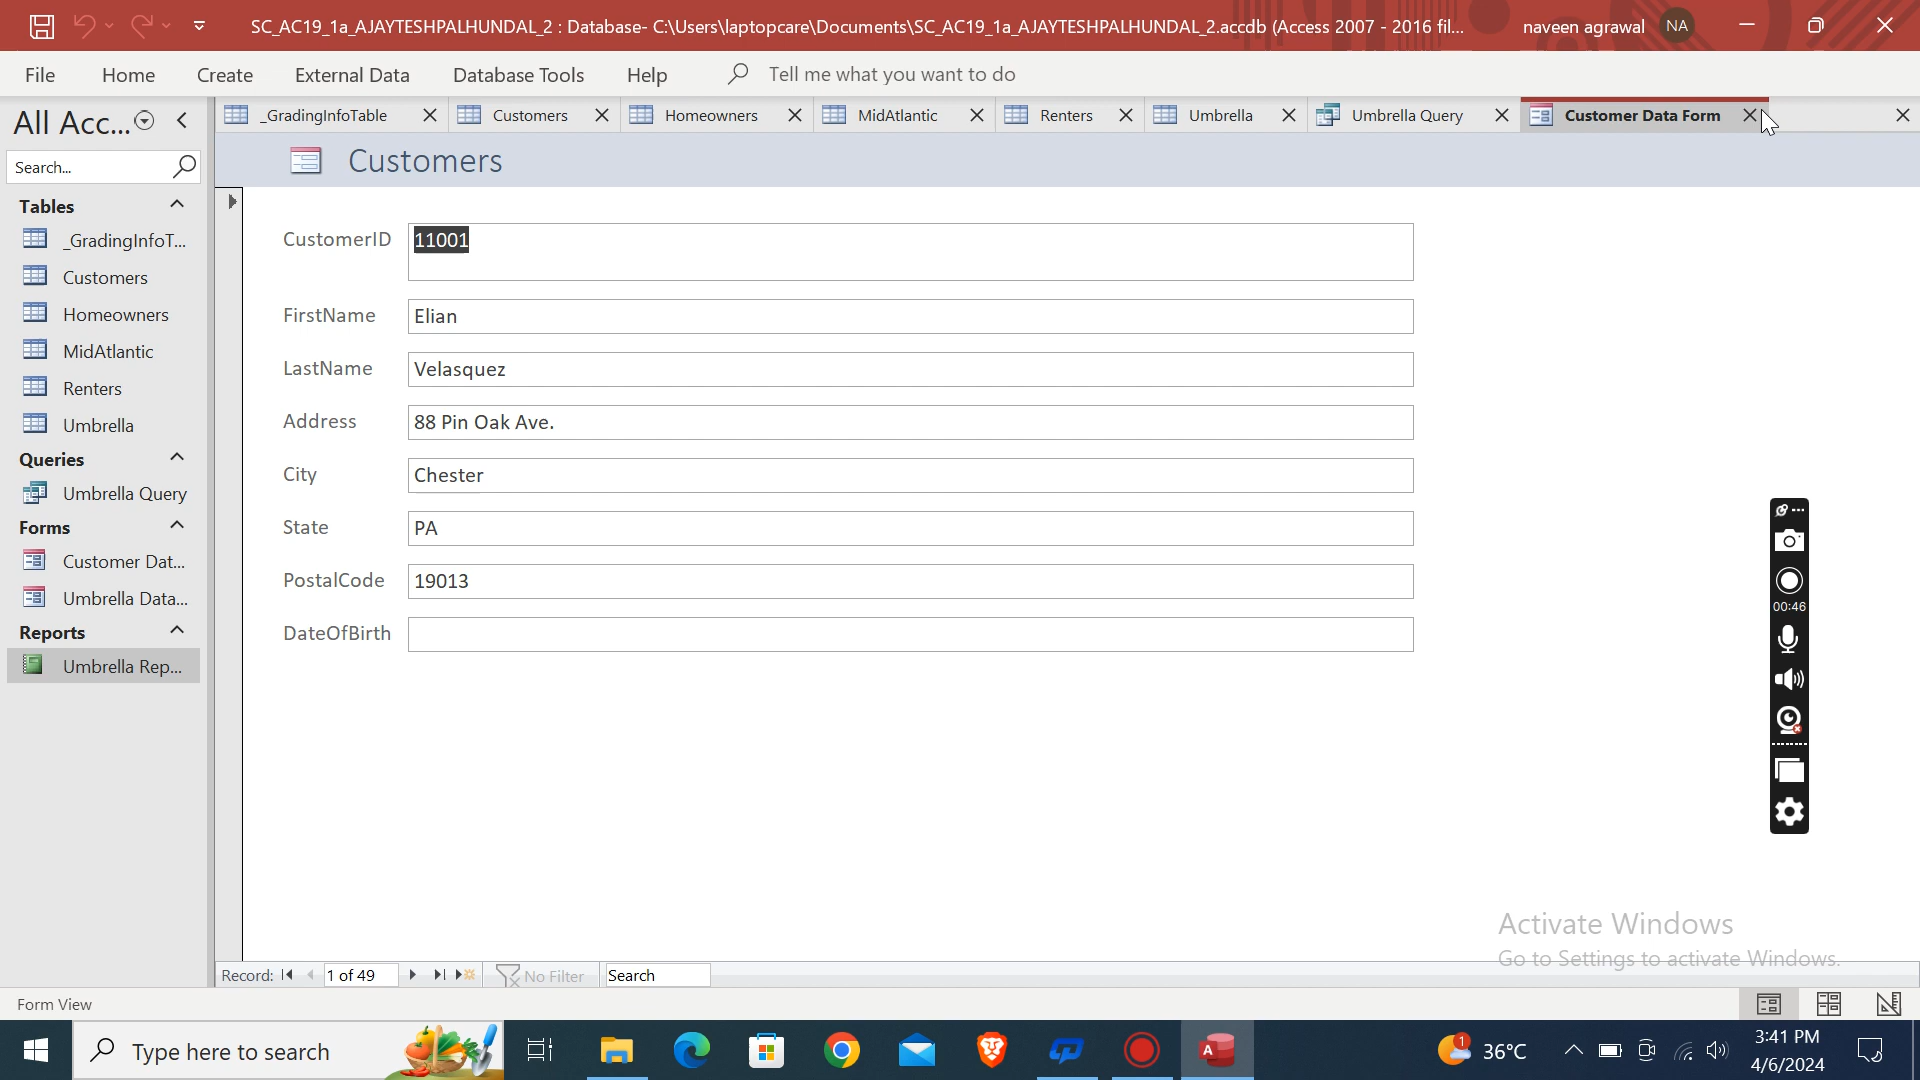 SC_AC19_1a_AJAYTESHPALHUNDAL_2 : Database- C:\Users\laptopcare\Documents\SC_AC19_1a_AJAYTESHPALHUNDAL_2.accdb (Access 2007 - 2016 fil...
naveen agrawal NA
File Home Create External Data Database Tools Help Tell me what you want to do
All Acc...
_GradingInfoTable Customers Homeowners MidAtlantic Renters Umbrella Umbrella Query Customer Data Form
Search...
Tables
_GradingInfoT...
Customers
Homeowners
MidAtlantic
Renters
Umbrella
Queries
Umbrella Query
Forms
Customer Dat...
Umbrella Data...
Reports
Umbrella Rep...
Customers
CustomerID 11001
FirstName Elian
LastName Velasquez
Address 88 Pin Oak Ave.
City Chester
State PA
PostalCode 19013
DateOfBirth
00:46
Activate Windows
Go to Settings to activate Windows.
Record: 1 of 49 No Filter Search
Form View
Type here to search
1 36°C
3:41 PM
4/6/2024